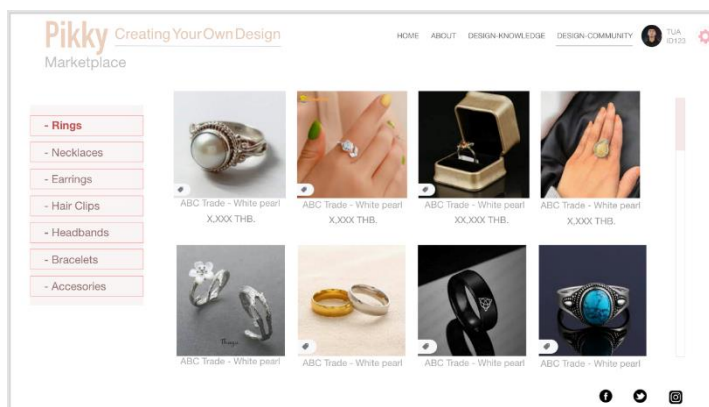 Pikky Creating Your Own Design
HOME ABOUT DESIGN-KNOWLEDGE DESIGN-COMMUNITY
TUA
ID123
Marketplace
- Rings
- Necklaces
- Earrings
- Hair Clips
- Headbands
- Bracelets
- Accesories
ABC Trade - White pearl
X,XXX THB.
ABC Trade - White pearl
X,XXX THB.
ABC Trade - White pearl
XX,XXX THB.
ABC Trade - White pearl
X,XXX THB.
ABC Trade - White pearl
ABC Trade - White pearl
ABC Trade - White pearl
ABC Trade - White pearl